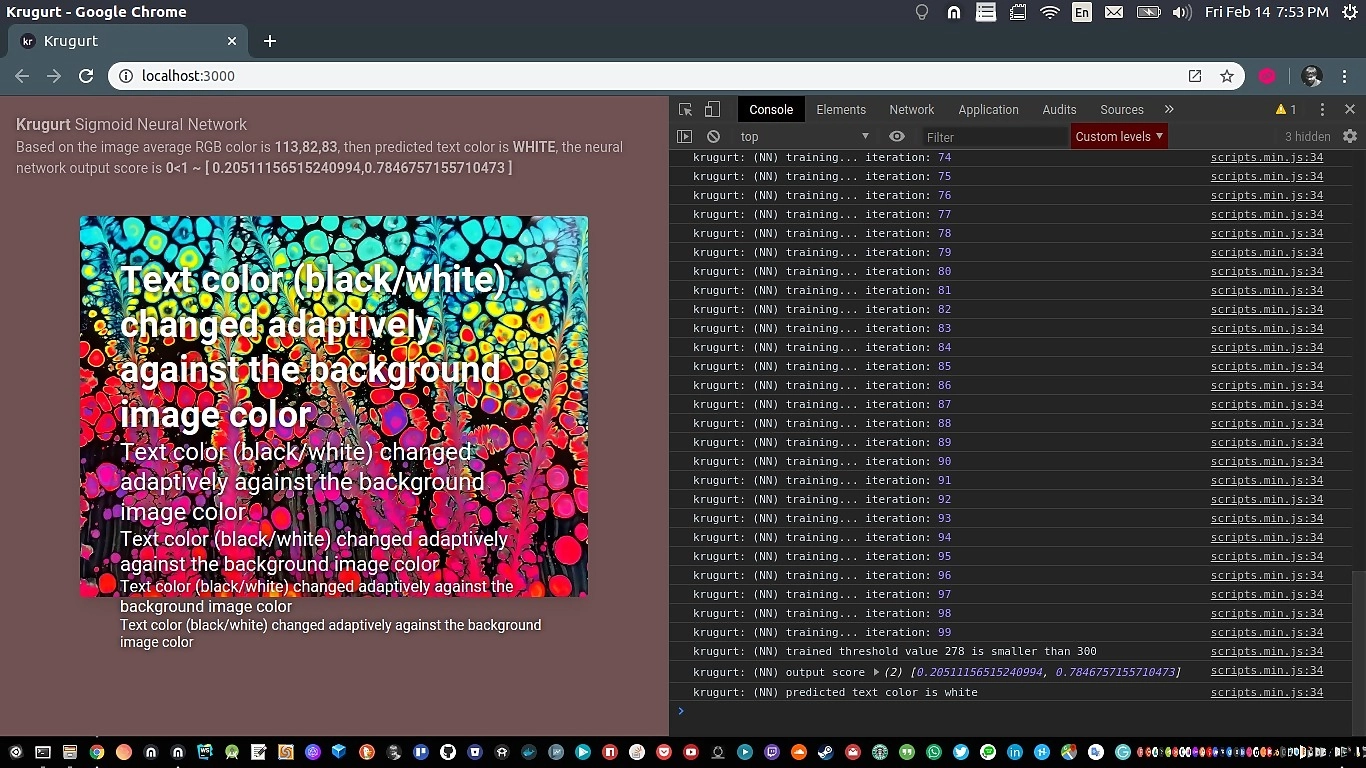 Krugurt - Google Chrome
En
Fri Feb 14 7:53 PM
kr Krugurt
localhost:3000
Krugurt Sigmoid Neural Network
Based on the image average RGB color is 113,82,83, then predicted text color is WHITE, the neural
network output score is 0<1 ~ [ 0.20511156515240994,0.7846757155710473 ]
Text color (black/white)
changed adaptively
against the background
image color
Text color (black/white) changed
adaptively against the background
image color
Text color (black/white) changed adaptively
against the background image color
Text color (black/white) changed adaptively against the
background image color
Text color (black/white) changed adaptively against the background
image color
Console Elements Network Application Audits Sources » 1
top Filter Custom levels 3 hidden
krugurt: (NN) training... iteration: 74 scripts.min.js:34
krugurt: (NN) training... iteration: 75 scripts.min.js:34
krugurt: (NN) training... iteration: 76 scripts.min.js:34
krugurt: (NN) training... iteration: 77 scripts.min.js:34
krugurt: (NN) training... iteration: 78 scripts.min.js:34
krugurt: (NN) training... iteration: 79 scripts.min.js:34
krugurt: (NN) training... iteration: 80 scripts.min.js:34
krugurt: (NN) training... iteration: 81 scripts.min.js:34
krugurt: (NN) training... iteration: 82 scripts.min.js:34
krugurt: (NN) training... iteration: 83 scripts.min.js:34
krugurt: (NN) training... iteration: 84 scripts.min.js:34
krugurt: (NN) training... iteration: 85 scripts.min.js:34
krugurt: (NN) training... iteration: 86 scripts.min.js:34
krugurt: (NN) training... iteration: 87 scripts.min.js:34
krugurt: (NN) training... iteration: 88 scripts.min.js:34
krugurt: (NN) training... iteration: 89 scripts.min.js:34
krugurt: (NN) training... iteration: 90 scripts.min.js:34
krugurt: (NN) training... iteration: 91 scripts.min.js:34
krugurt: (NN) training... iteration: 92 scripts.min.js:34
krugurt: (NN) training... iteration: 93 scripts.min.js:34
krugurt: (NN) training... iteration: 94 scripts.min.js:34
krugurt: (NN) training... iteration: 95 scripts.min.js:34
krugurt: (NN) training... iteration: 96 scripts.min.js:34
krugurt: (NN) training... iteration: 97 scripts.min.js:34
krugurt: (NN) training... iteration: 98 scripts.min.js:34
krugurt: (NN) training... iteration: 99 scripts.min.js:34
krugurt: (NN) trained threshold value 278 is smaller than 300 scripts.min.js:34
krugurt: (NN) output score (2) [0.20511156515240994, 0.7846757155710473] scripts.min.js:34
krugurt: (NN) predicted text color is white scripts.min.js:34